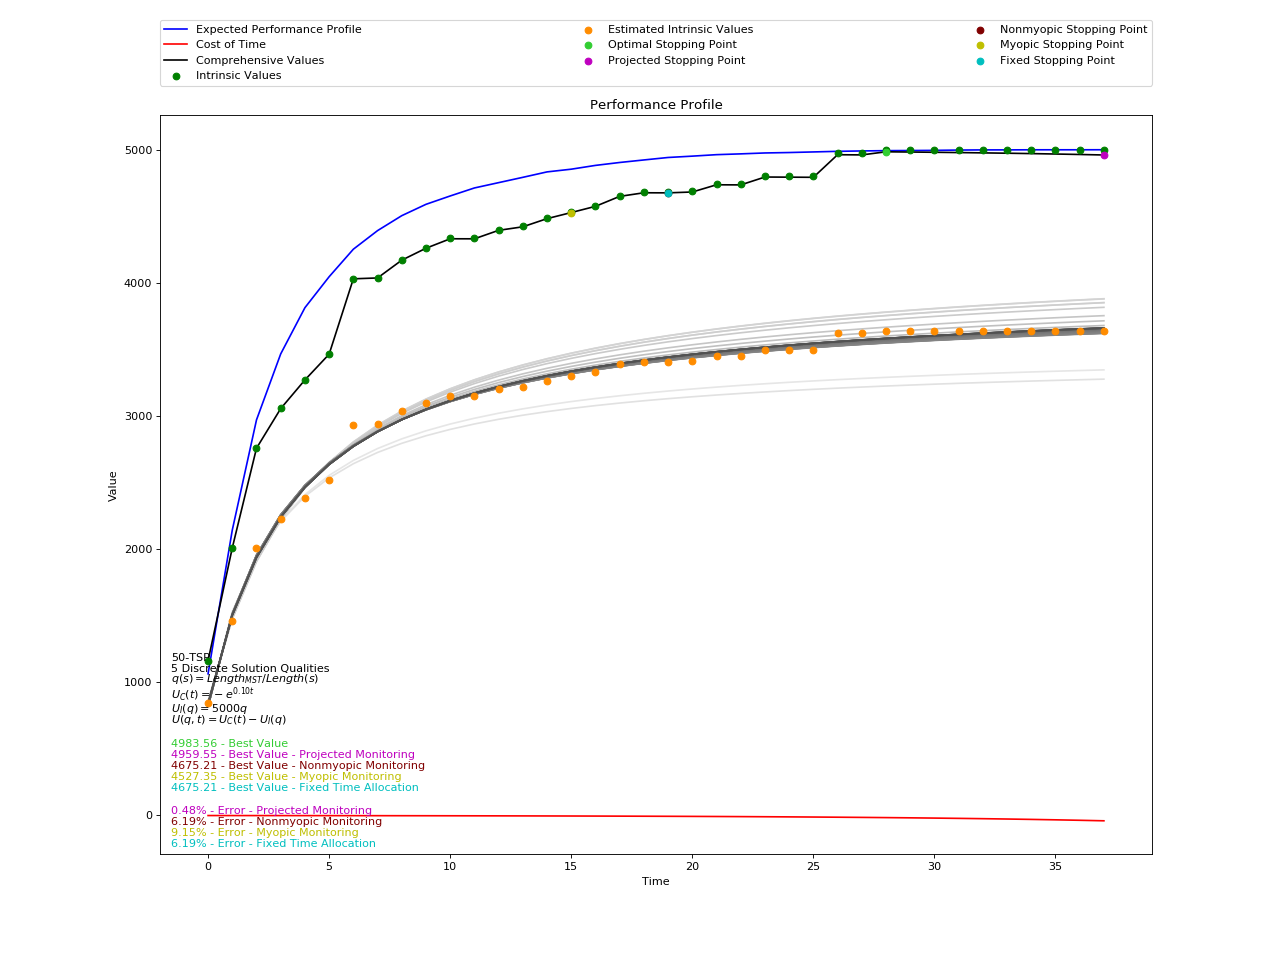 Expected Performance Profile
Cost of Time
Comprehensive Values
Intrinsic Values
Estimated Intrinsic Values
Optimal Stopping Point
Projected Stopping Point
Nonmyopic Stopping Point
Myopic Stopping Point
Fixed Stopping Point
Performance Profile
5000
4000
3000
2000
1000
0
Value
50-TSP
5 Discrete Solution Qualities
q(s) = Length_MST/Length(s)
U_C(t) = −e^0.10t
U_I(q) = 5000q
U(q, t) = U_C(t) − U_I(q)
4983.56 - Best Value
4959.55 - Best Value - Projected Monitoring
4675.21 - Best Value - Nonmyopic Monitoring
4527.35 - Best Value - Myopic Monitoring
4675.21 - Best Value - Fixed Time Allocation
0.48% - Error - Projected Monitoring
6.19% - Error - Nonmyopic Monitoring
9.15% - Error - Myopic Monitoring
6.19% - Error - Fixed Time Allocation
0 5 10 15 20 25 30 35
Time